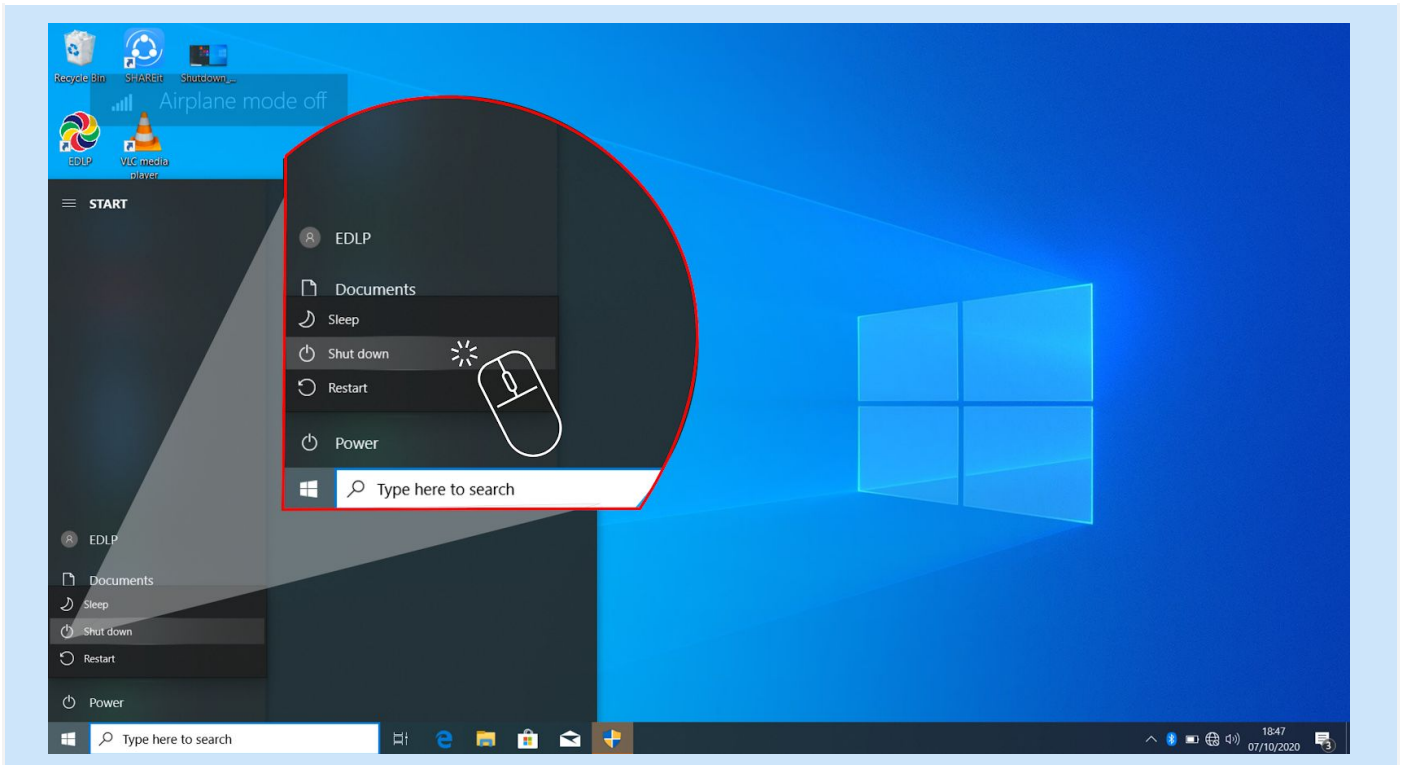 Recycle Bin
SHAREit
Shutdown_...
Airplane mode off
EDLP
VLC media
player
START
EDLP
Documents
Sleep
Shut down
Restart
Power
Type here to search
EDLP
Documents
Sleep
Shut down
Restart
Power
Type here to search
18:47
07/10/2020
3